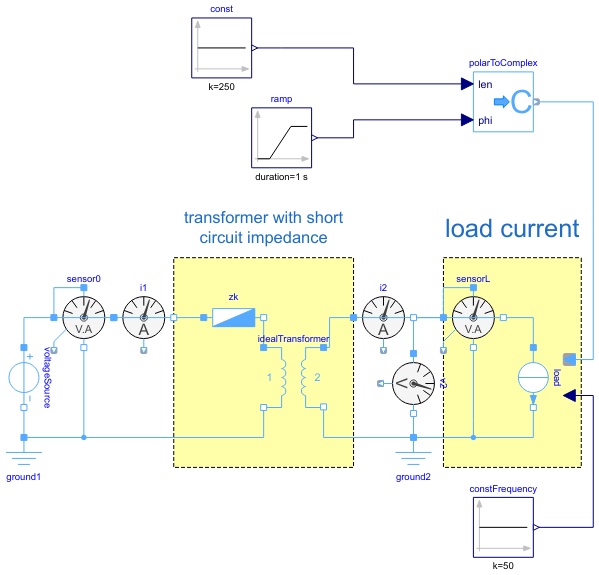 const
k=250
polarToComplex
len
phi
C
ramp
duration=1 s
transformer with short
circuit impedance
load current
sensor0
V.A
i1
A
zk
idealTransformer
1
2
i2
A
sensorL
V.A
+
-
voltageSource
V
v2
load
ground1
ground2
constFrequency
k=50